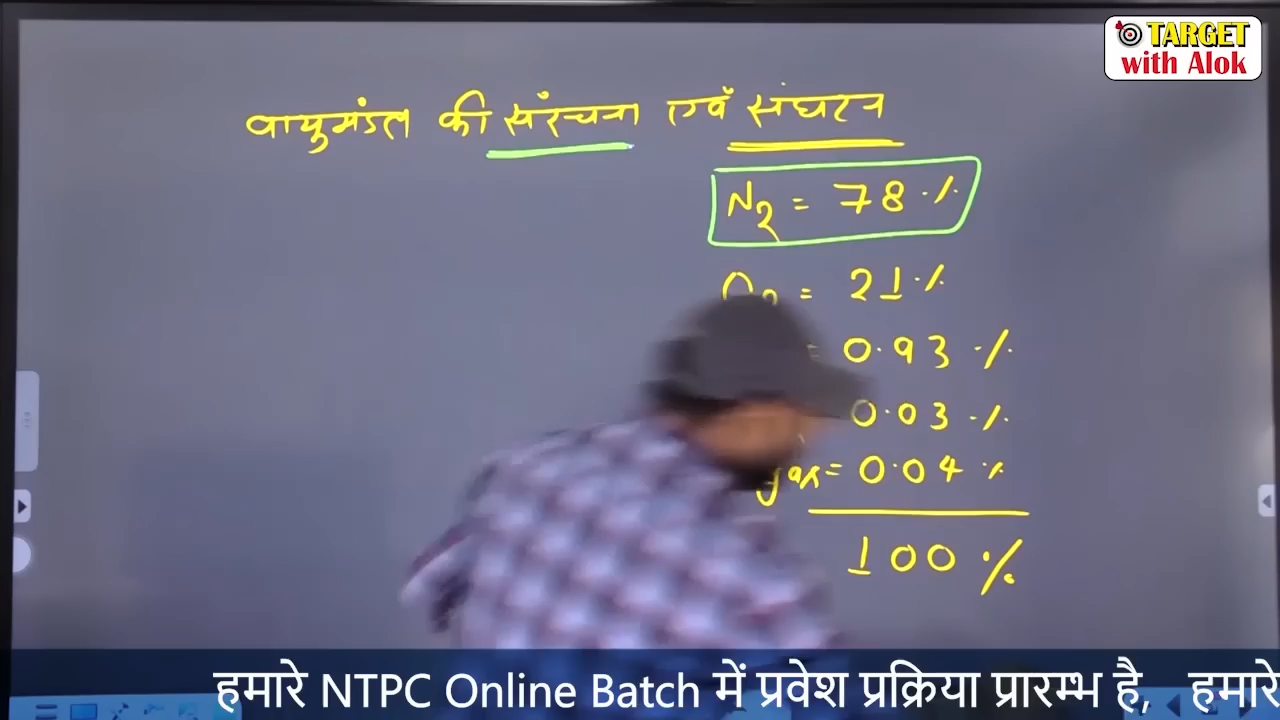 TARGET
with Alok
वायुमंडल की संरचना एवं संघटन
N2 = 78 %
= 21 %
= 0.93 %
0.03 %
gas = 0.04 %
100 %
हमारे NTPC Online Batch में प्रवेश प्रक्रिया प्रारम्भ है, हमारे